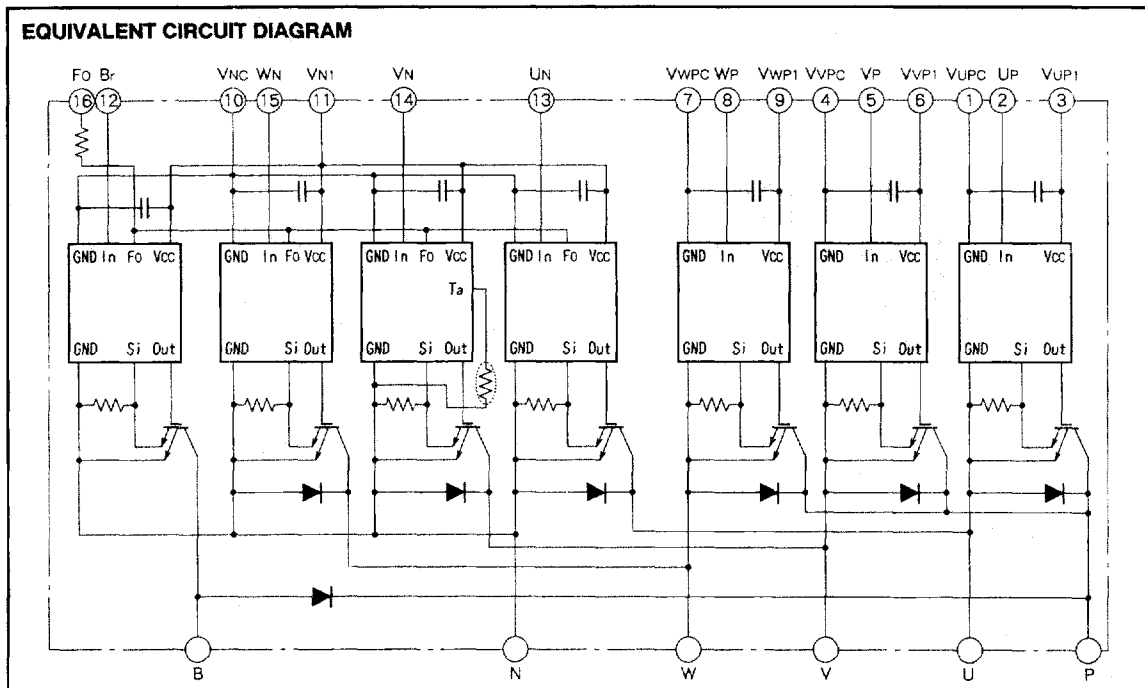 EQUIVALENT CIRCUIT DIAGRAM
FO Br VNC WN VN1 VN UN VWPC WP VWP1 VVPC VP VVP1 VUPC UP VUP1
16 12 10 15 11 14 13 7 8 9 4 5 6 1 2 3
GND In Fo Vcc GND In Fo Vcc GND In Fo Vcc GND In Fo Vcc GND In Vcc GND In Vcc GND In Vcc
Ta
GND Si Out GND Si Out GND Si Out GND Si Out GND Si Out GND Si Out GND Si Out
B N W V U P